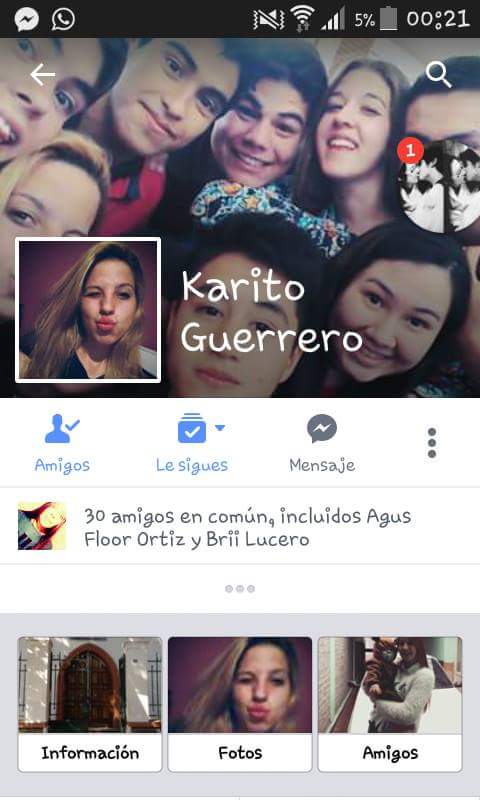 5% 00:21
1
Karito
Guerrero
Amigos Le sigues Mensaje
30 amigos en común, incluidos Agus
Floor Ortiz y Brii Lucero
Información Fotos Amigos